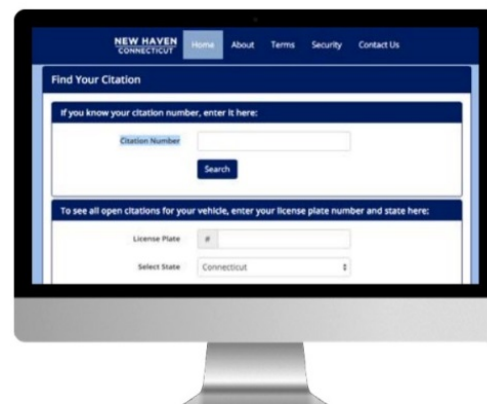 NEW HAVEN Home About Terms Security Contact Us
CONNECTICUT
Find Your Citation
If you know your citation number, enter it here:
Citation Number
Search
To see all open citations for your vehicle, enter your license plate number and state here:
License Plate #
Select State Connecticut